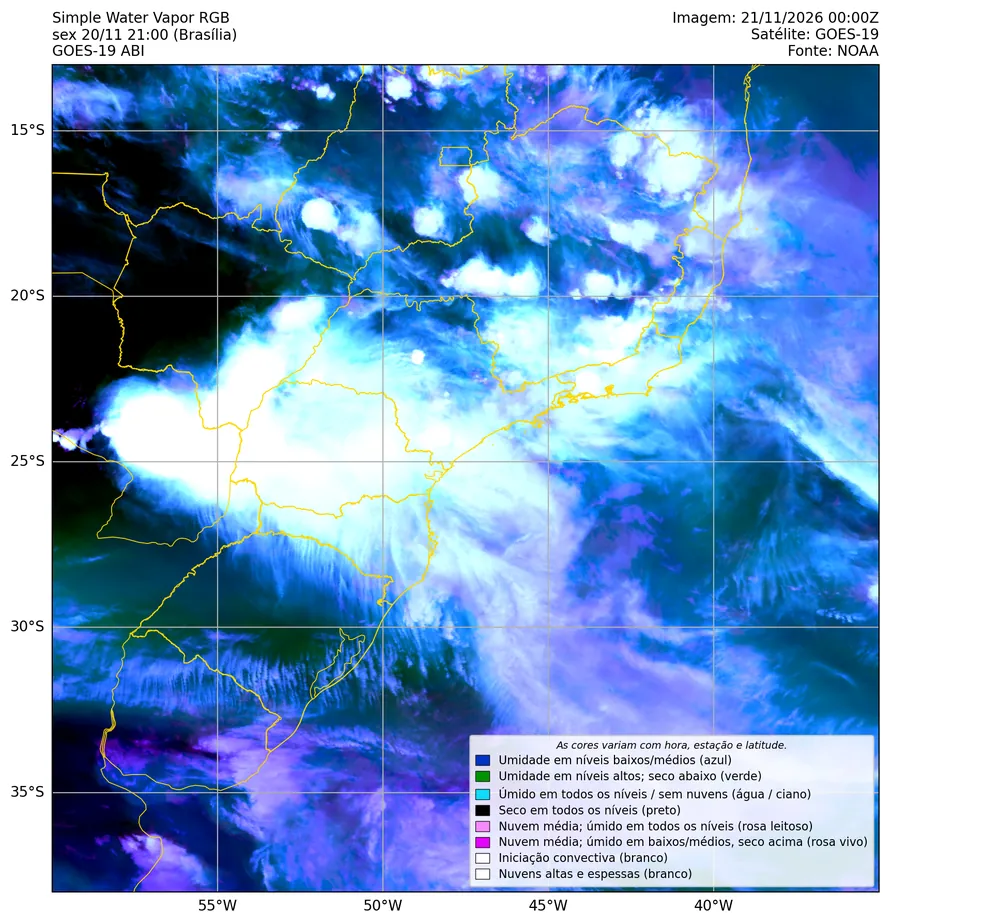 Simple Water Vapor RGB
sex 20/11 21:00 (Brasília)
GOES-19 ABI
Imagem: 21/11/2026 00:00Z
Satélite: GOES-19
Fonte: NOAA
15°S
20°S
25°S
30°S
35°S
As cores variam com hora, estação e latitude.
Umidade em níveis baixos/médios (azul)
Umidade em níveis altos; seco abaixo (verde)
Úmido em todos os níveis / sem nuvens (água / ciano)
Seco em todos os níveis (preto)
Nuvem média; úmido em todos os níveis (rosa leitoso)
Nuvem média; úmido em baixos/médios, seco acima (rosa vivo)
Iniciação convectiva (branco)
Nuvens altas e espessas (branco)
55°W
50°W
45°W
40°W